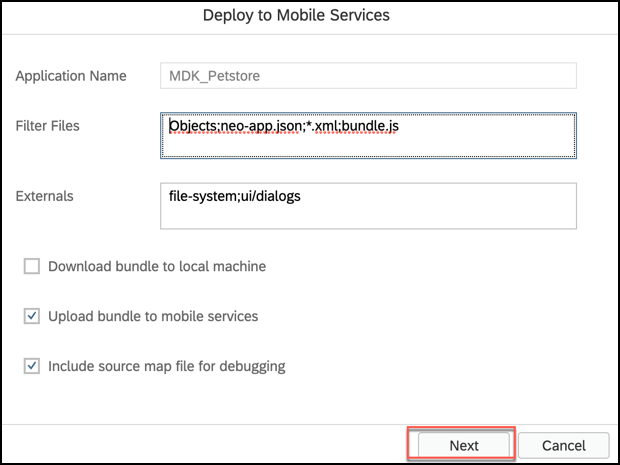 Deploy to Mobile Services
Application Name MDK_Petstore
Filter Files Objects;neo-app.json;*.xml;bundle.js
Externals file-system;ui/dialogs
Download bundle to local machine
Upload bundle to mobile services
Include source map file for debugging
Next Cancel